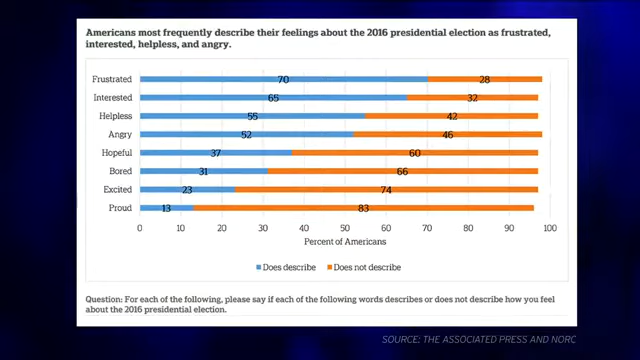 Americans most frequently describe their feelings about the 2016 presidential election as frustrated,
interested, helpless, and angry.
Frustrated 70 28
Interested 65 32
Helpless 55 42
Angry 52 46
Hopeful 37 60
Bored 31 66
Excited 23 74
Proud 13 83
0 10 20 30 40 50 60 70 80 90 100
Percent of Americans
Does describe Does not describe
Question: For each of the following, please say if each of the following words describes or does not describe how you feel
about the 2016 presidential election.
SOURCE: THE ASSOCIATED PRESS AND NORC